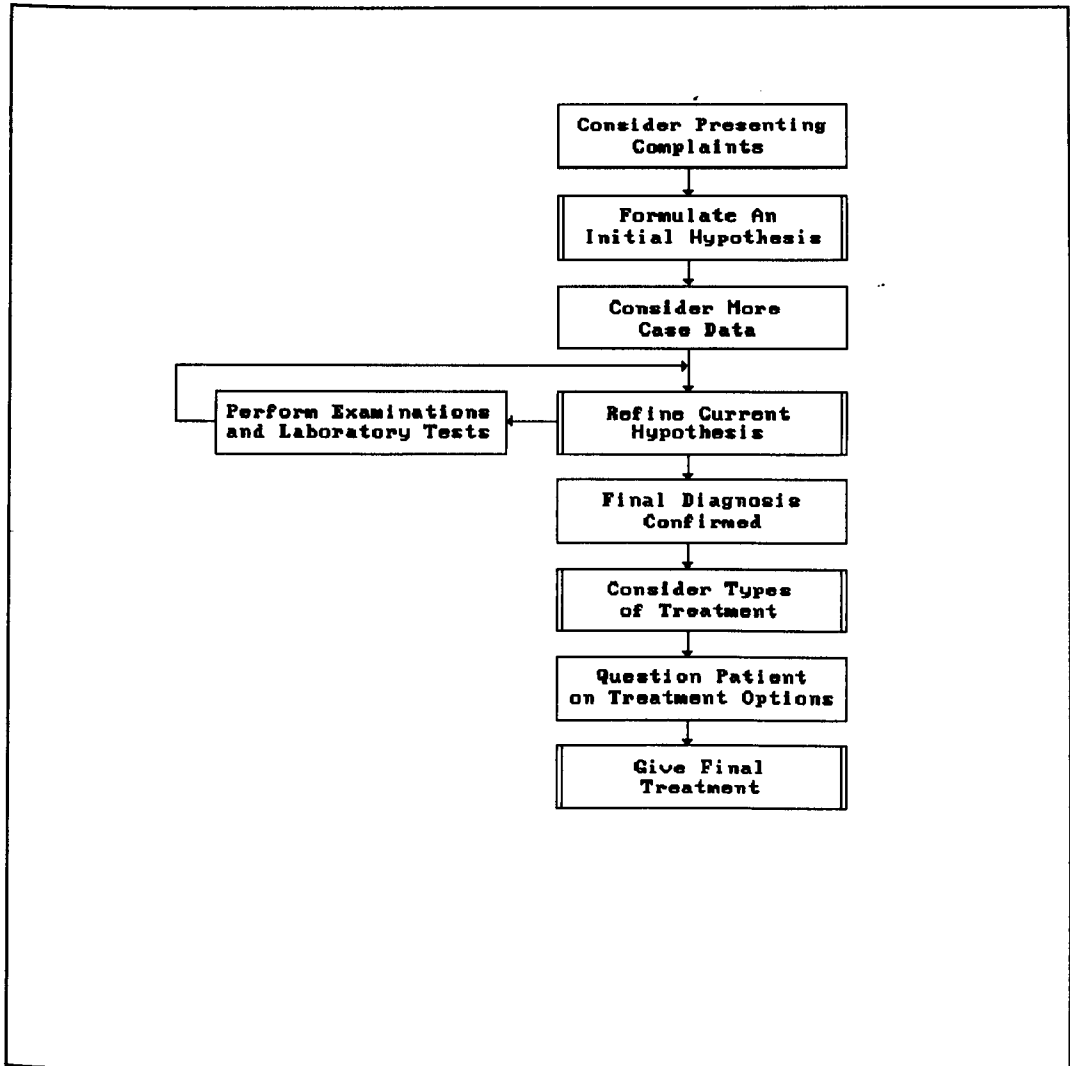 Consider Presenting
Complaints
Formulate An
Initial Hypothesis
Consider More
Case Data
Perform Examinations
and Laboratory Tests
Refine Current
Hypothesis
Final Diagnosis
Confirmed
Consider Types
of Treatment
Question Patient
on Treatment Options
Give Final
Treatment